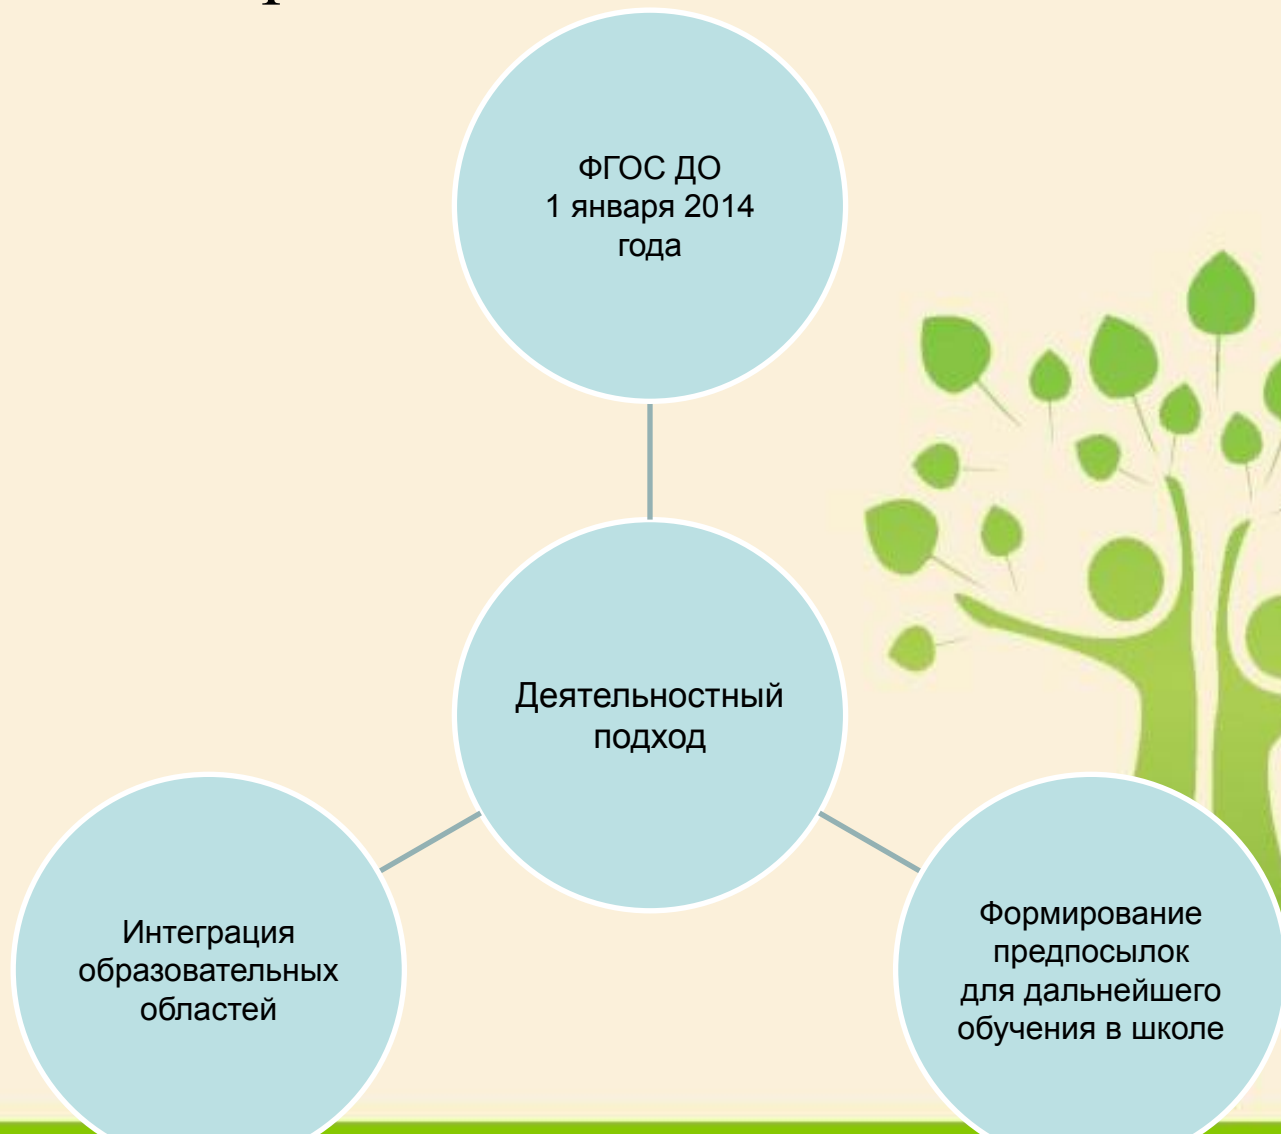 ФГОС ДО
1 января 2014
года
Деятельностный
подход
Интеграция
образовательных
областей
Формирование
предпосылок
для дальнейшего
обучения в школе